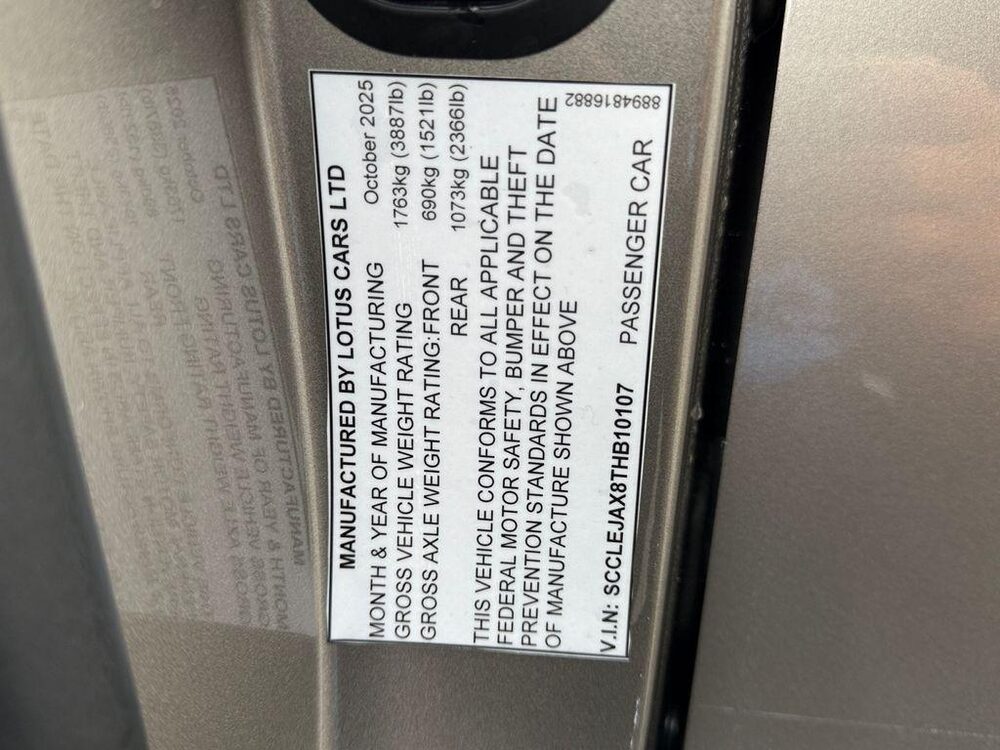 MANUFACTURED BY LOTUS CARS LTD
MONTH & YEAR OF MANUFACTURING October 2025
GROSS VEHICLE WEIGHT RATING 1763kg (3887lb)
GROSS AXLE WEIGHT RATING:FRONT 690kg (1521lb)
REAR 1073kg (2366lb)
THIS VEHICLE CONFORMS TO ALL APPLICABLE
FEDERAL MOTOR SAFETY, BUMPER AND THEFT
PREVENTION STANDARDS IN EFFECT ON THE DATE
OF MANUFACTURE SHOWN ABOVE
V.I.N: SCCLEJAX8THB10107 PASSENGER CAR
8894816882